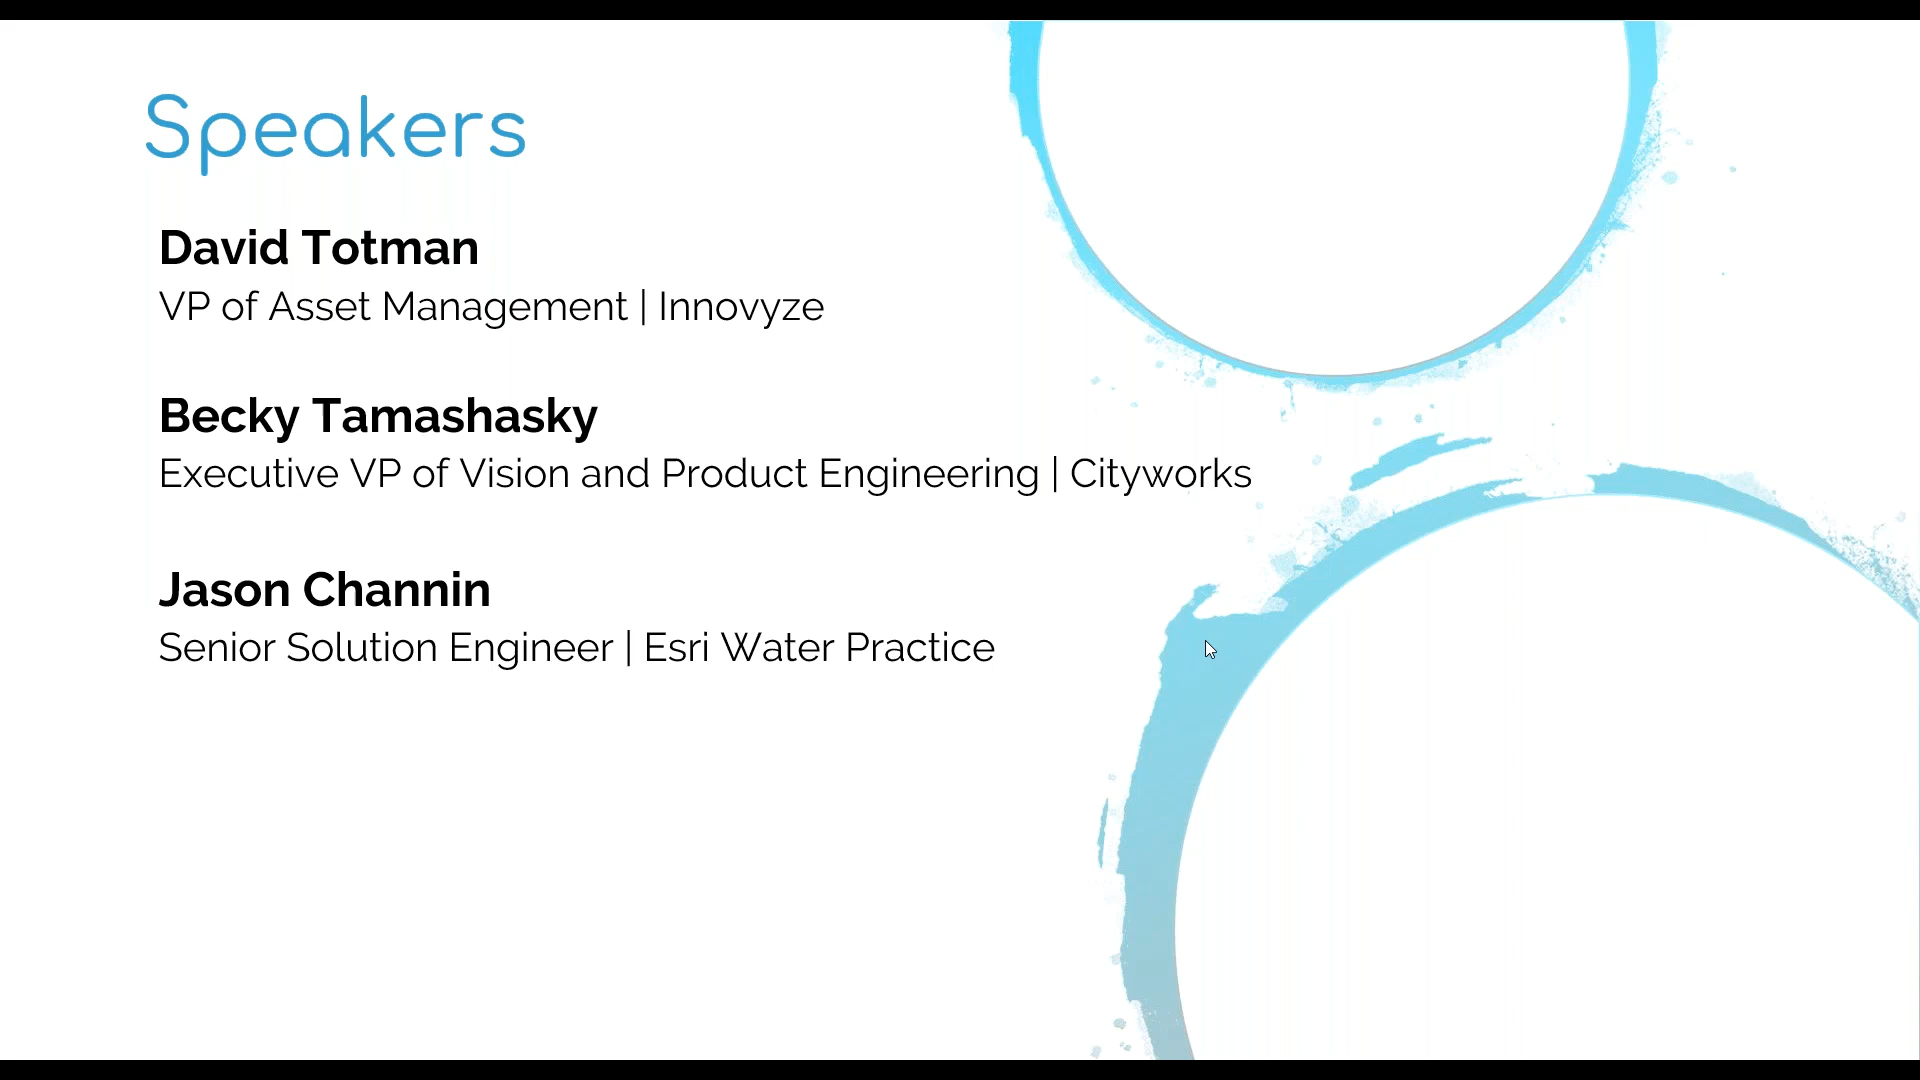 Speakers
David Totman
VP of Asset Management | Innovyze
Becky Tamashasky
Executive VP of Vision and Product Engineering | Cityworks
Jason Channin
Senior Solution Engineer | Esri Water Practice